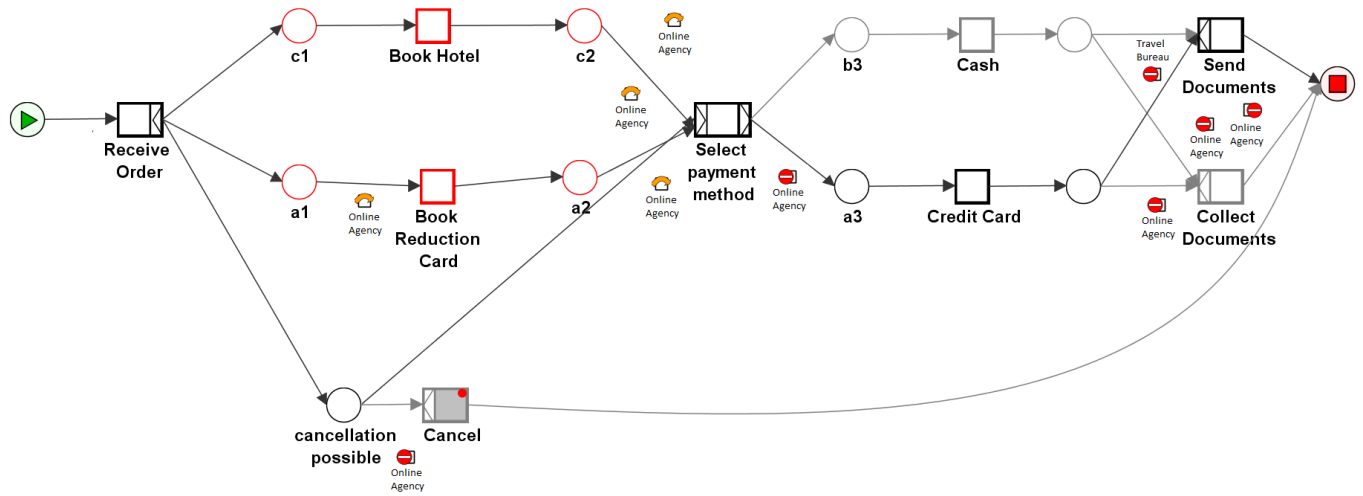 Online
Agency
c1
Book Hotel
c2
b3
Cash
Travel
Bureau
Send
Documents
Online
Agency
Receive
Order
Select
payment
method
Online
Agency
Online
Agency
a1
Online
Agency
Book
Reduction
Card
a2
Online
Agency
Online
Agency
a3
Credit Card
Online
Agency
Collect
Documents
cancellation
possible
Cancel
Online
Agency